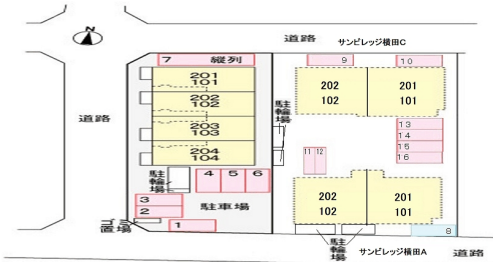 道路
サンビレッジ横田C
7 縦列
9
10
201
101
202
102
203
103
204
104
202
102
201
101
道路
駐輪場
13
14
15
16
11 12
駐輪場
4 5 6
3
2
駐車場
ゴミ置場
1
202
102
201
101
8
駐輪場
サンビレッジ横田A
道路